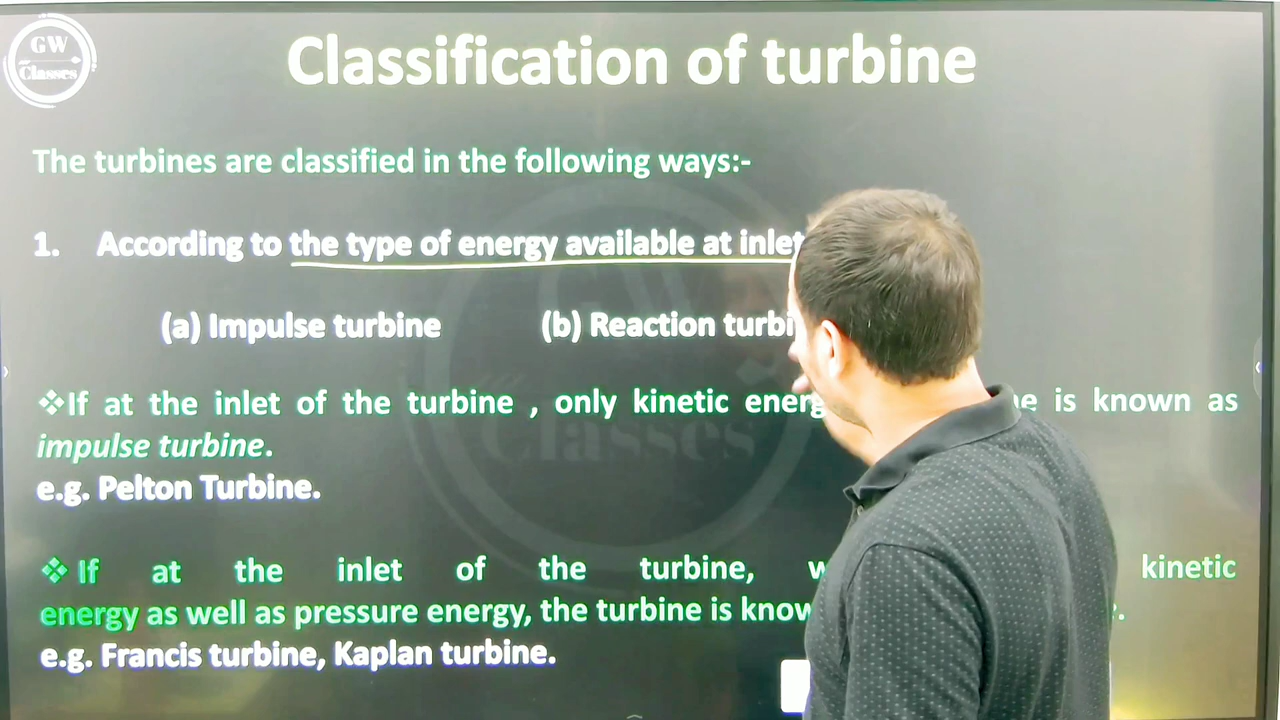 GW
Classes
Classification of turbine
The turbines are classified in the following ways:-
1. According to the type of energy available at inlet
(a) Impulse turbine (b) Reaction
❖If at the inlet of the turbine , only kinetic is known as
impulse turbine.
e.g. Pelton Turbine.
❖ If at the inlet of the turbine, kinetic
energy as well as pressure energy, the turbine is
e.g. Francis turbine, Kaplan turbine.
Classes